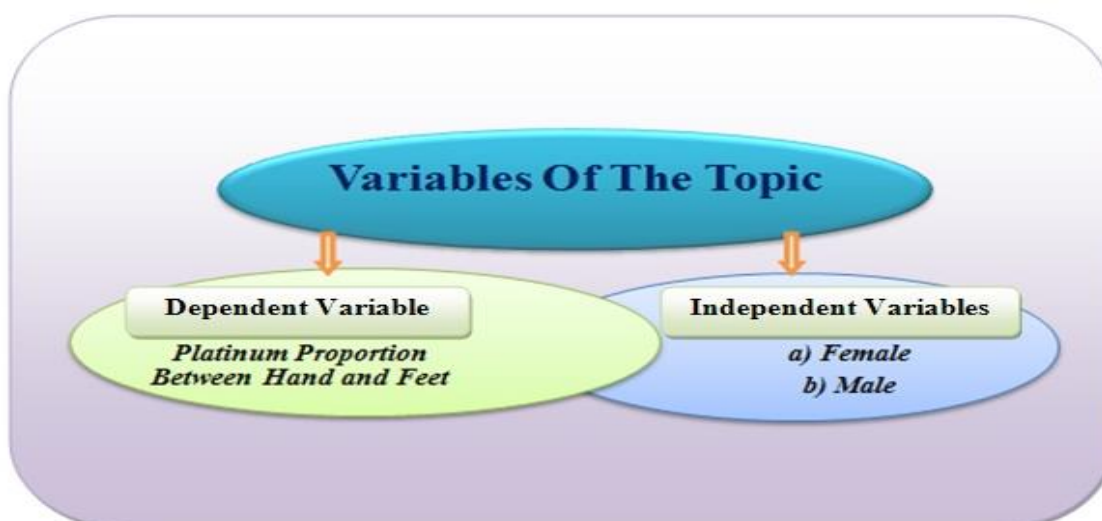 Variables Of The Topic
Dependent Variable
Platinum Proportion
Between Hand and Feet
Independent Variables
a) Female
b) Male